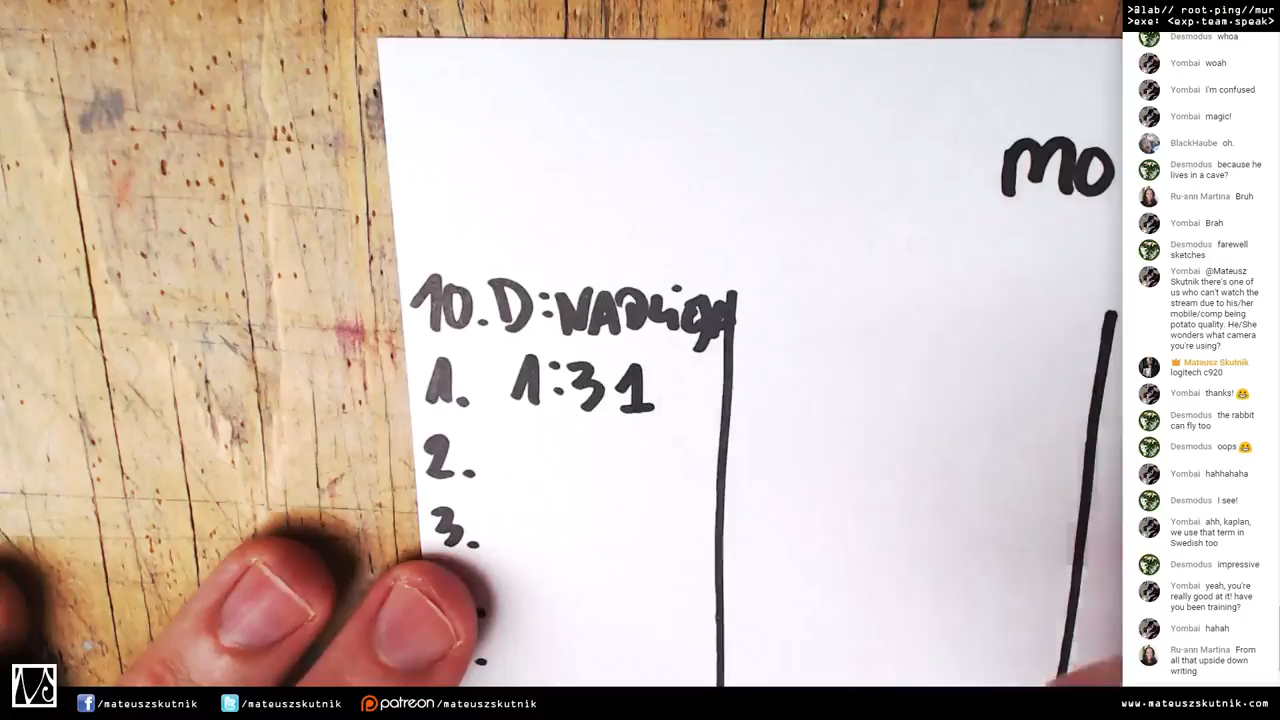 >@lab// root.ping//mur
>exe: <exp.team.speak>
Desmodus whoa
Yombai woah
Yombai I'm confused
Yombai magic!
BlackHaube oh.
Desmodus because he
lives in a cave?
Ru-ann Martina Bruh
Yombai Brah
Desmodus farewell
sketches
Yombai @Mateusz
Skutnik there's one of
us who can't watch the
stream due to his/her
mobile/comp being
potato quality. He/She
wonders what camera
you're using?
Mateusz Skutnik
logitech c920
Yombai thanks! 😀
Desmodus the rabbit
can fly too
Desmodus oops 😀
Yombai hahhahaha
Desmodus I see!
Yombai ahh, kaplan,
we use that term in
Swedish too
Desmodus impressive
Yombai yeah, you're
really good at it! have
you been training?
Yombai hahah
Ru-ann Martina From
all that upside down
writing
MO
10. D:
1. 1:31
2.
3.
/mateuszskutnik
/mateuszskutnik
patreon/mateuszskutnik
www.mateuszskutnik.com